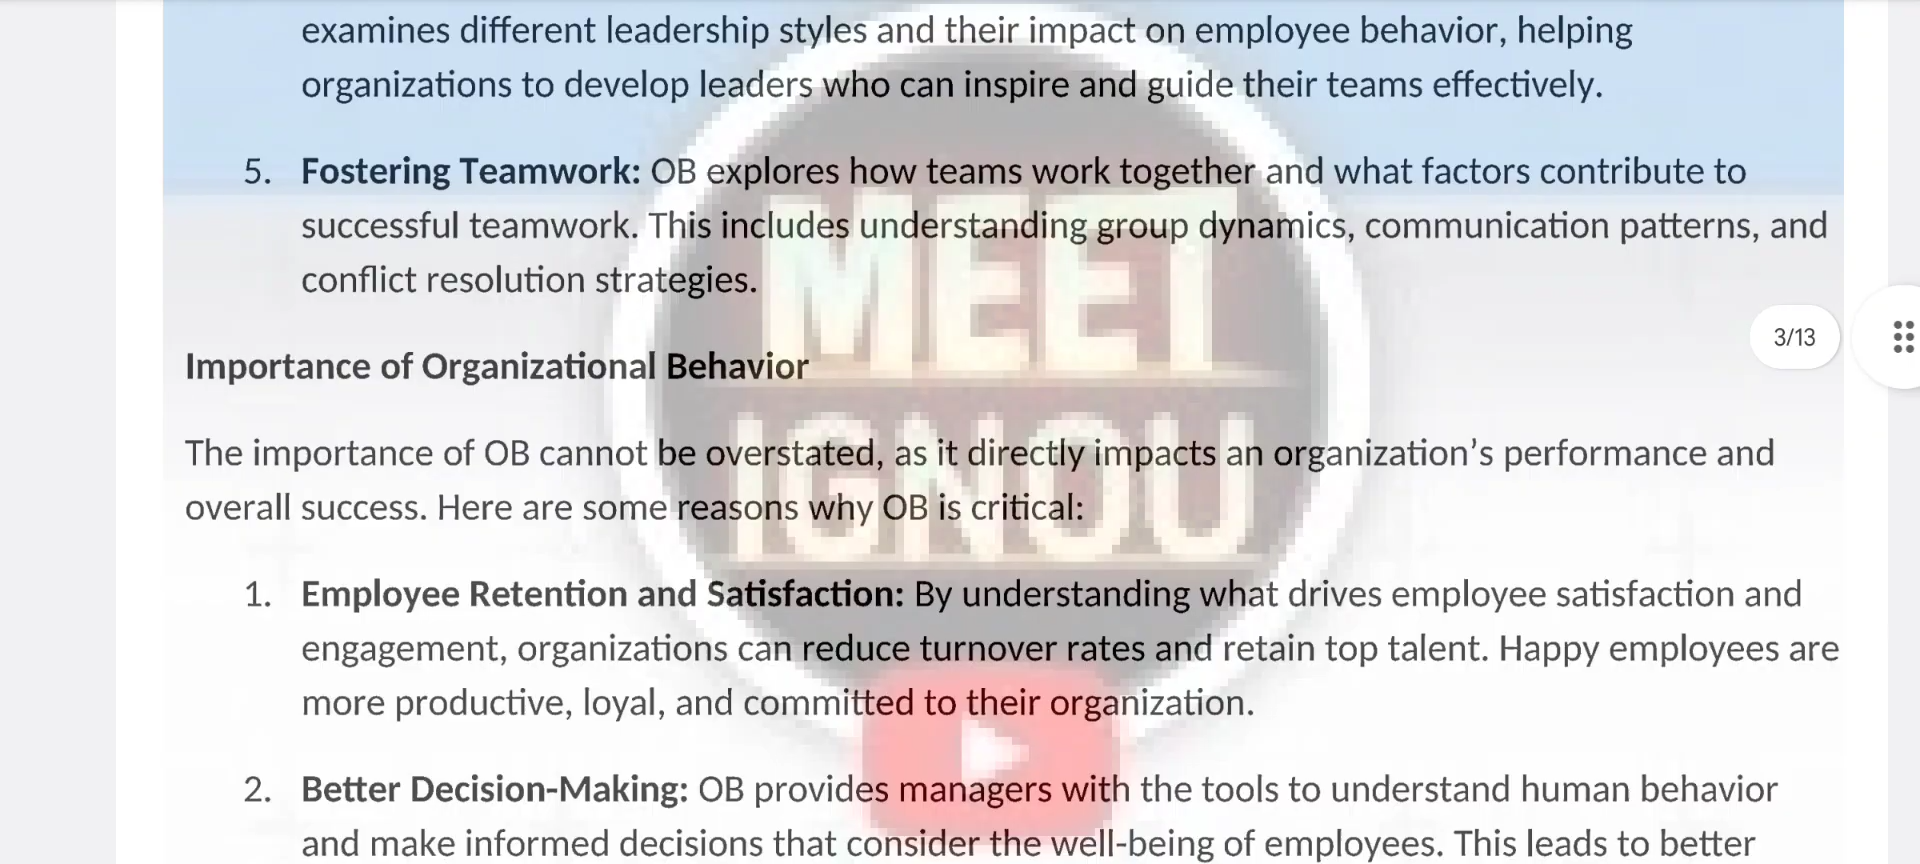 examines different leadership styles and their impact on employee behavior, helping
organizations to develop leaders who can inspire and guide their teams effectively.
5. Fostering Teamwork: OB explores how teams work together and what factors contribute to
successful teamwork. This includes understanding group dynamics, communication patterns, and
conflict resolution strategies.
3/13
Importance of Organizational Behavior
The importance of OB cannot be overstated, as it directly impacts an organization’s performance and
overall success. Here are some reasons why OB is critical:
1. Employee Retention and Satisfaction: By understanding what drives employee satisfaction and
engagement, organizations can reduce turnover rates and retain top talent. Happy employees are
more productive, loyal, and committed to their organization.
2. Better Decision-Making: OB provides managers with the tools to understand human behavior
and make informed decisions that consider the well-being of employees. This leads to better
MEET
IGNOU